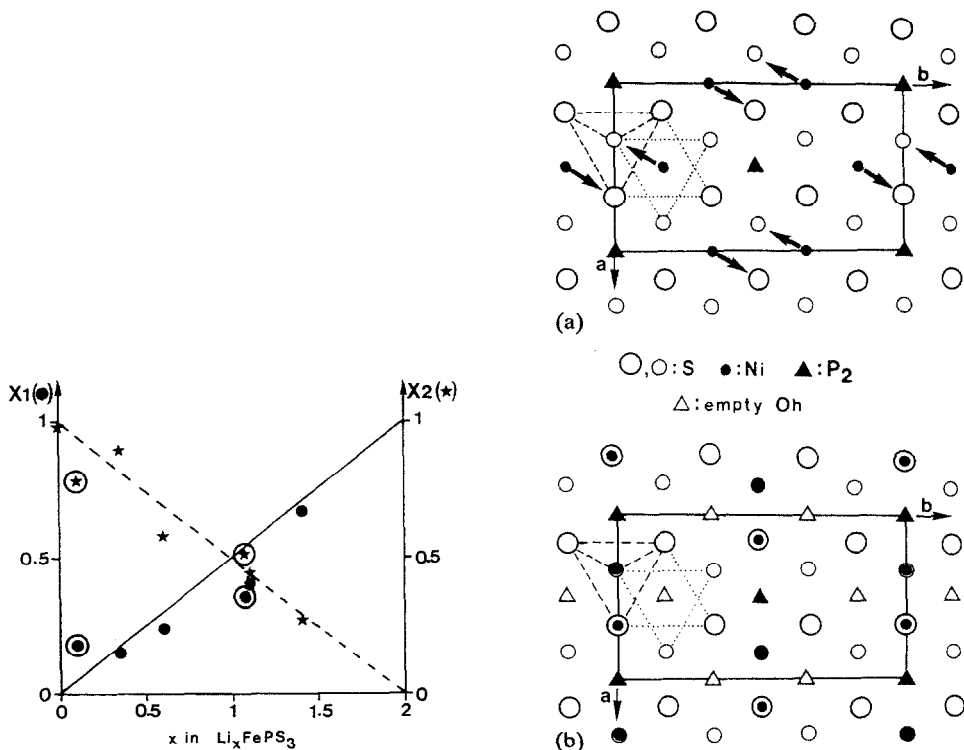 b
a
(a)
○,○:S ●:Ni ▲:P₂
△:empty Oh
b
a
(b)
X1(●) X2(★)
1 1
0.5 0.5
0 0
0 0.5 1 1.5 2
x in LiₓFePS₃